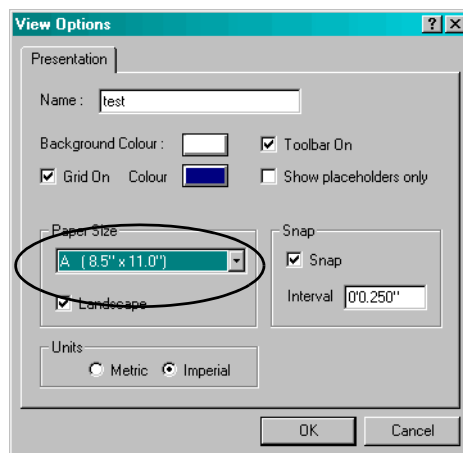 View Options
Presentation
Name : test
Background Colour :
Toolbar On
Grid On Colour
Show placeholders only
Paper Size
A ( 8.5" x 11.0")
Landscape
Snap
Snap
Interval 0'0.250"
Units
Metric Imperial
OK Cancel